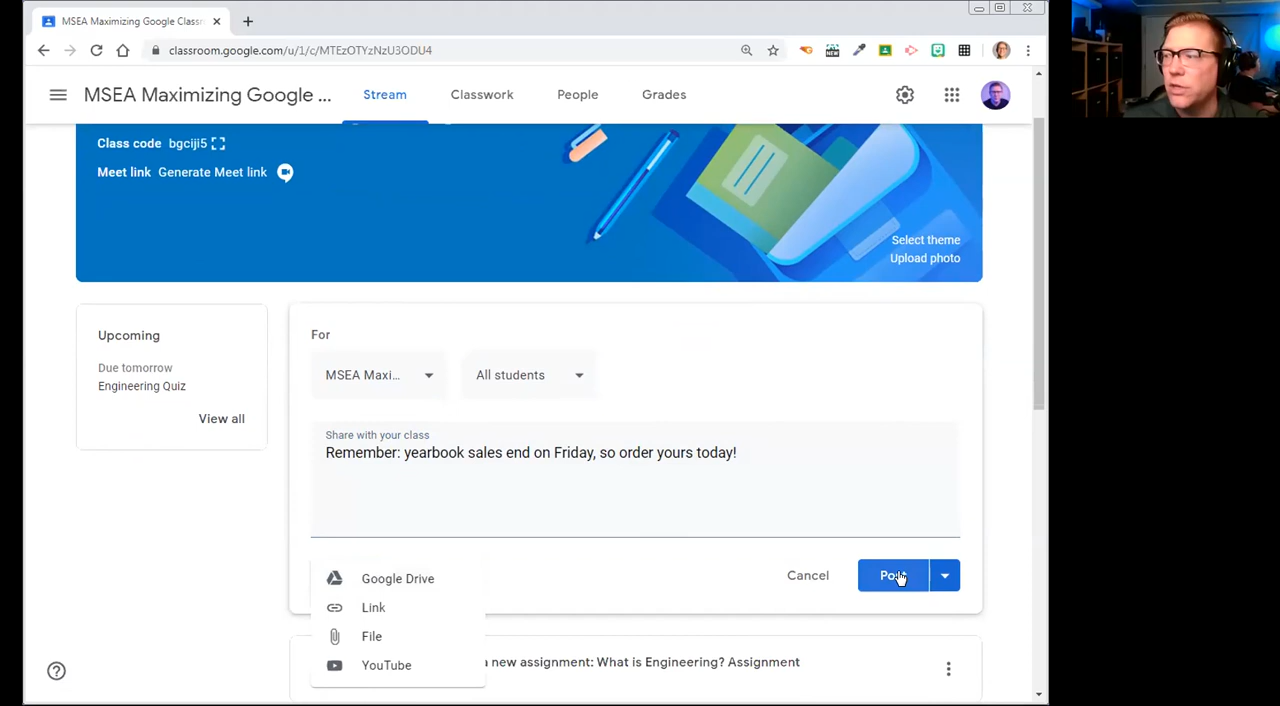 MSEA Maximizing Google Classr
classroom.google.com/u/1/c/MTEzOTYzNzU3ODU4
MSEA Maximizing Google ...
Stream
Classwork
People
Grades
Class code bgciji5
Meet link Generate Meet link
Select theme
Upload photo
Upcoming
Due tomorrow
Engineering Quiz
View all
For
MSEA Maxi...
All students
Share with your class
Remember: yearbook sales end on Friday, so order yours today!
Google Drive
Link
File
YouTube
Cancel
Post
a new assignment: What is Engineering? Assignment